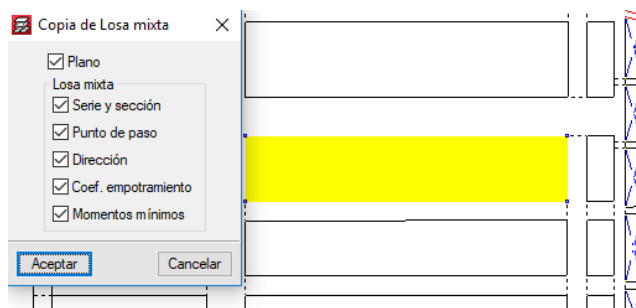 Copia de Losa mixta
Plano
Losa mixta
Serie y sección
Punto de paso
Dirección
Coef. empotramiento
Momentos mínimos
Aceptar
Cancelar